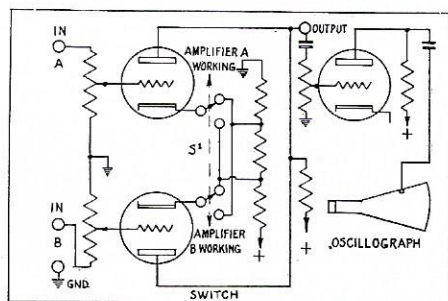 IN
A
AMPLIFIER A
WORKING
OUTPUT
+
S¹
IN
B
GND.
AMPLIFIER
B WORKING
+
+
OSCILLOGRAPH
SWITCH